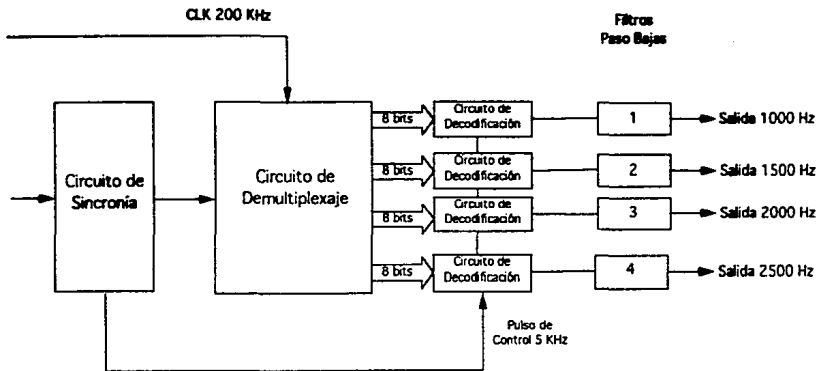 CLK 200 KHz
Filtros
Paso Bajas
8 bits
Circuito de
Decodificación
1
Salida 1000 Hz
Circuito de
Sincronía
Circuito de
Demultiplexaje
8 bits
Circuito de
Decodificación
2
Salida 1500 Hz
8 bits
Circuito de
Decodificación
3
Salida 2000 Hz
8 bits
Circuito de
Decodificación
4
Salida 2500 Hz
Pulso de
Control 5 KHz